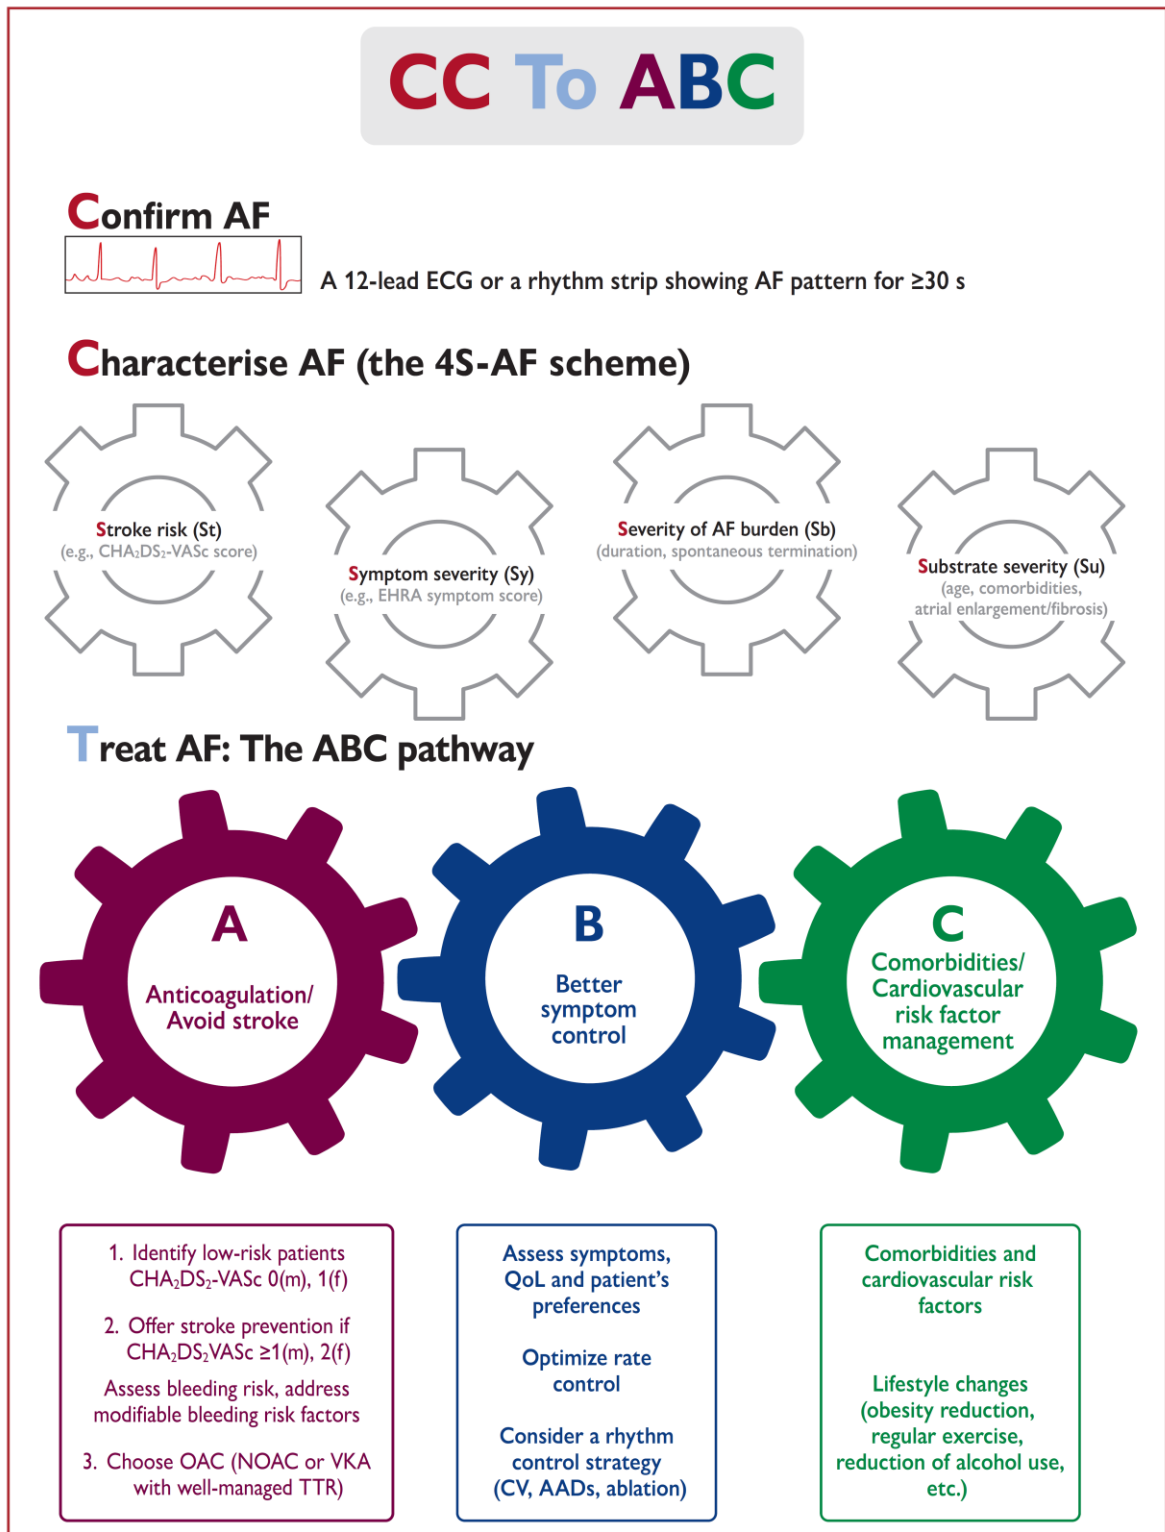 CC To ABC
Confirm AF
A 12-lead ECG or a rhythm strip showing AF pattern for ≥30 s
Characterise AF (the 4S-AF scheme)
Stroke risk (St)
(e.g., CHA₂DS₂-VASc score)
Symptom severity (Sy)
(e.g., EHRA symptom score)
Severity of AF burden (Sb)
(duration, spontaneous termination)
Substrate severity (Su)
(age, comorbidities,
atrial enlargement/fibrosis)
Treat AF: The ABC pathway
A
Anticoagulation/
Avoid stroke
B
Better
symptom
control
C
Comorbidities/
Cardiovascular
risk factor
management
1. Identify low-risk patients
CHA₂DS₂-VASc 0(m), 1(f)
2. Offer stroke prevention if
CHA₂DS₂VASc ≥1(m), 2(f)
Assess bleeding risk, address
modifiable bleeding risk factors
3. Choose OAC (NOAC or VKA
with well-managed TTR)
Assess symptoms,
QoL and patient's
preferences
Optimize rate
control
Consider a rhythm
control strategy
(CV, AADs, ablation)
Comorbidities and
cardiovascular risk
factors
Lifestyle changes
(obesity reduction,
regular exercise,
reduction of alcohol use,
etc.)